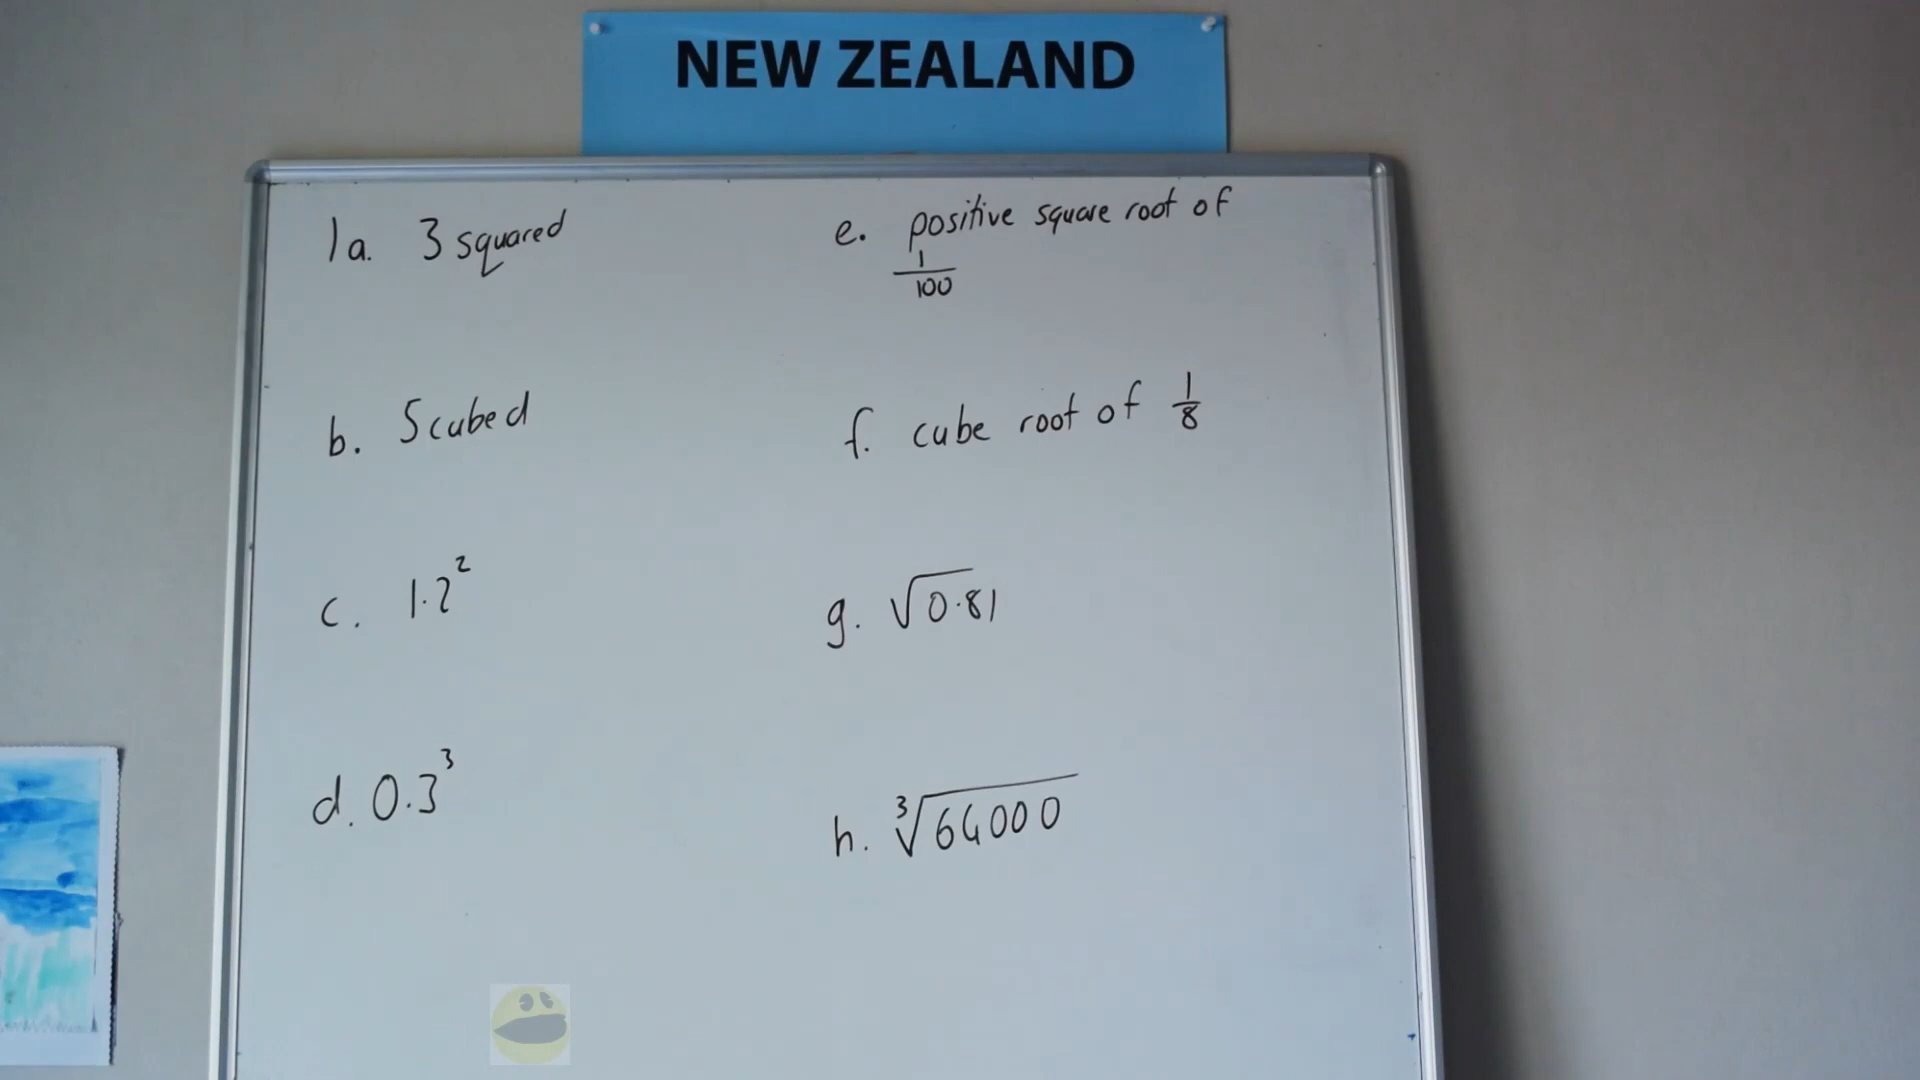 NEW ZEALAND
1a. 3 squared
b. 5 cubed
c. 1.2²
d. 0.3³
e. positive square root of
1/100
f. cube root of 1/8
g. √0.81
h. ³√64000